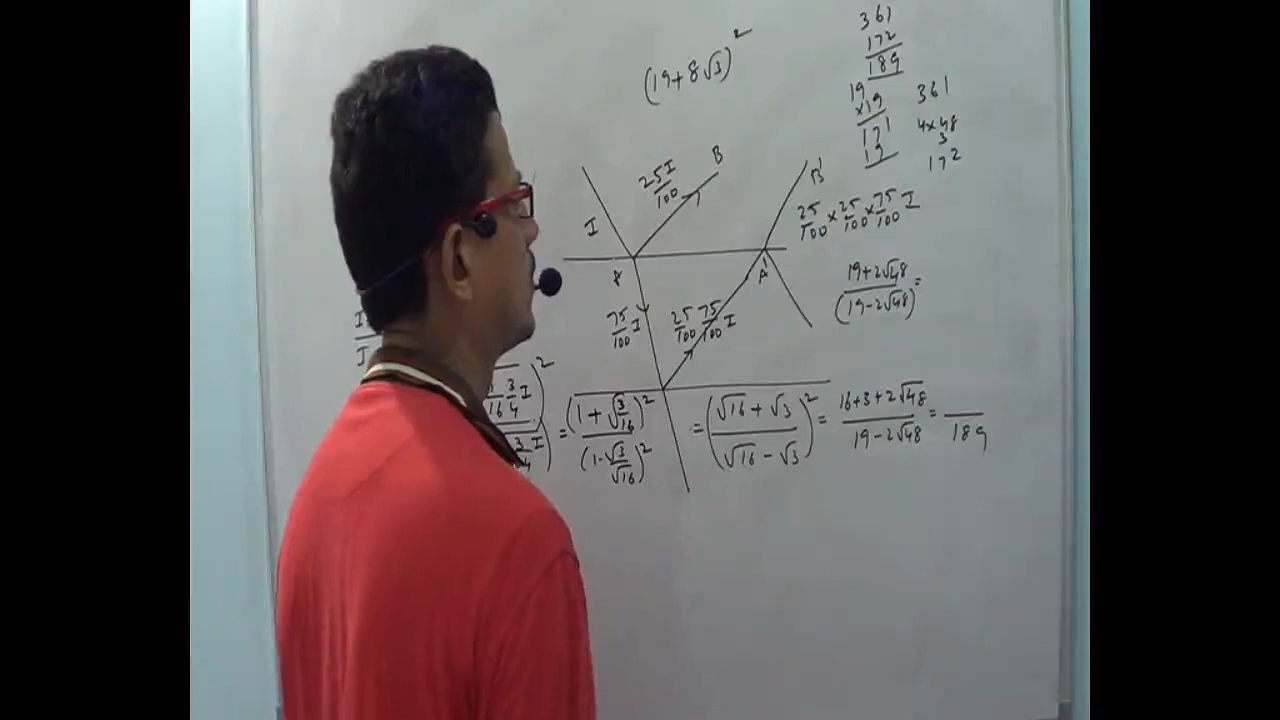 (19+8√3)²
361
172
189
19
×19
171
19
361
4×48
3
172
I
25I/100
B
B'
25/100×25/100×75/100 I
A
A'
75/100 I
25/100 75/100 I
19+2√48/(19-2√48)=
=(1+√3/16)²/(1-√3/√16)² =(√16+√3/√16-√3)²= 16+3+2√48/19-2√48 = /189